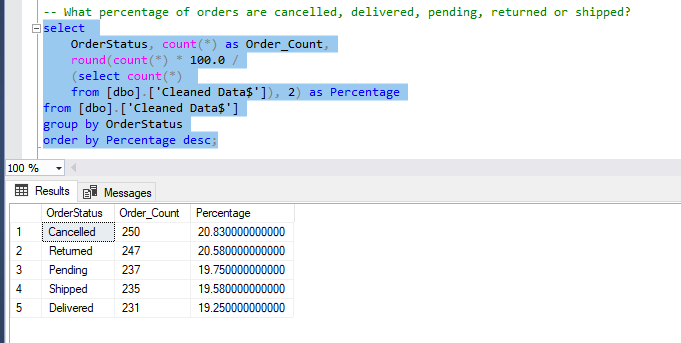 -- What percentage of orders are cancelled, delivered, pending, returned or shipped?
select
OrderStatus, count(*) as Order_Count,
round(count(*) * 100.0 /
(select count(*)
from [dbo].['Cleaned Data$']), 2) as Percentage
from [dbo].['Cleaned Data$']
group by OrderStatus
order by Percentage desc;
100 %
Results Messages
OrderStatus Order_Count Percentage
1 Cancelled 250 20.830000000000
2 Returned 247 20.580000000000
3 Pending 237 19.750000000000
4 Shipped 235 19.580000000000
5 Delivered 231 19.250000000000